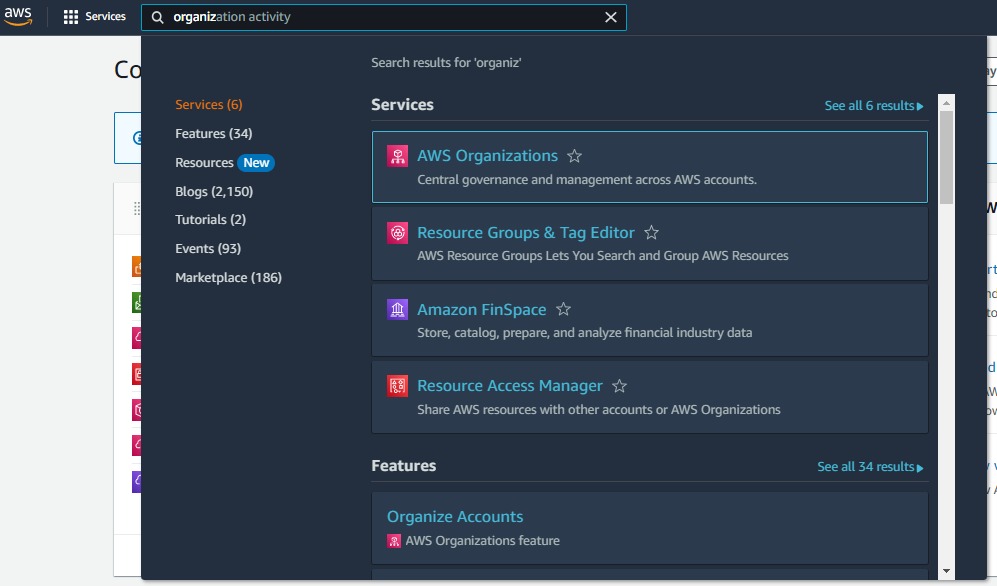 aws
Services
organization activity
Co
Search results for 'organiz'
Services (6)
Features (34)
Resources New
Blogs (2,150)
Tutorials (2)
Events (93)
Marketplace (186)
Services
See all 6 results
AWS Organizations
Central governance and management across AWS accounts.
Resource Groups & Tag Editor
AWS Resource Groups Lets You Search and Group AWS Resources
Amazon FinSpace
Store, catalog, prepare, and analyze financial industry data
Resource Access Manager
Share AWS resources with other accounts or AWS Organizations
Features
See all 34 results
Organize Accounts
AWS Organizations feature